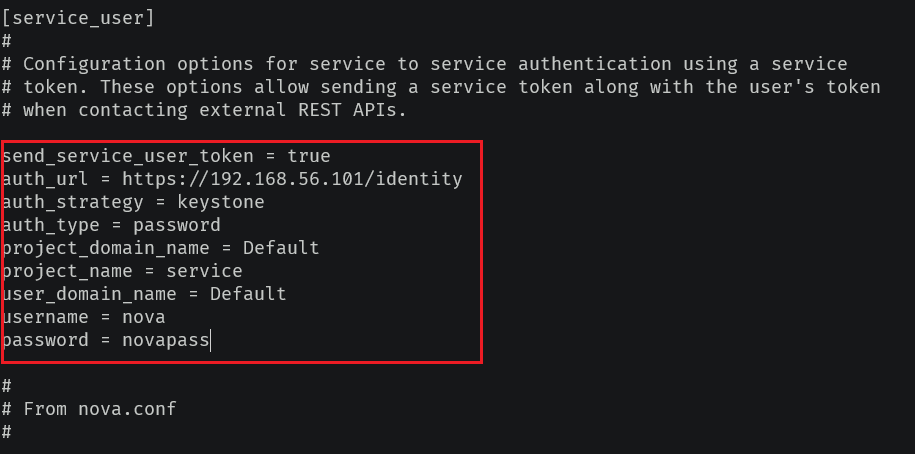 [service_user]
#
# Configuration options for service to service authentication using a service
# token. These options allow sending a service token along with the user's token
# when contacting external REST APIs.
send_service_user_token = true
auth_url = https://192.168.56.101/identity
auth_strategy = keystone
auth_type = password
project_domain_name = Default
project_name = service
user_domain_name = Default
username = nova
password = novapass
#
# From nova.conf
#